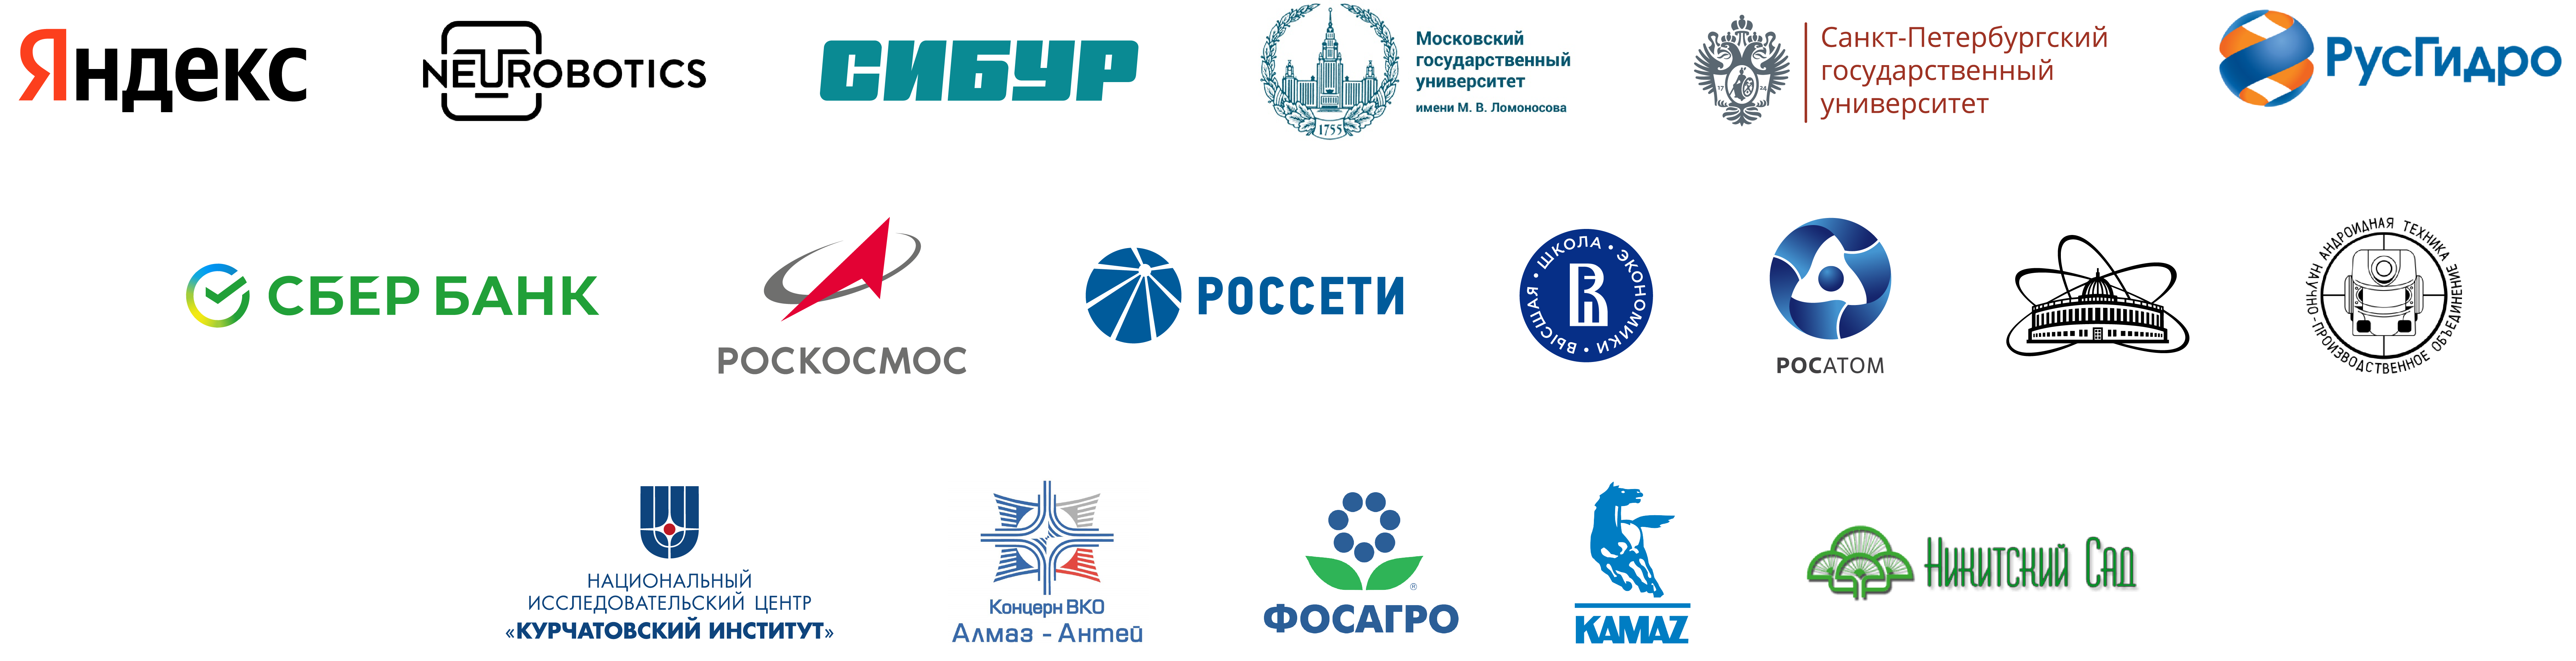 Яндекс
NEUROBOTICS
СИБУР
Московский
государственный
университет
имени М. В. Ломоносова
1755
Санкт-Петербургский
государственный
университет
17 24
РусГидро
СБЕР БАНК
РОСКОСМОС
РОССЕТИ
ВЫСШАЯ • ШКОЛА • ЭКОНОМИКИ •
РОСАТОМ
НАУЧНО-ПРОИЗВОДСТВЕННОЕ ОБЪЕДИНЕНИЕ
АНДРОИДНАЯ ТЕХНИКА
НАЦИОНАЛЬНЫЙ
ИССЛЕДОВАТЕЛЬСКИЙ ЦЕНТР
«КУРЧАТОВСКИЙ ИНСТИТУТ»
Концерн ВКО
Алмаз - Антей
®
ФОСАГРО
KAMAZ
Никитский Сад